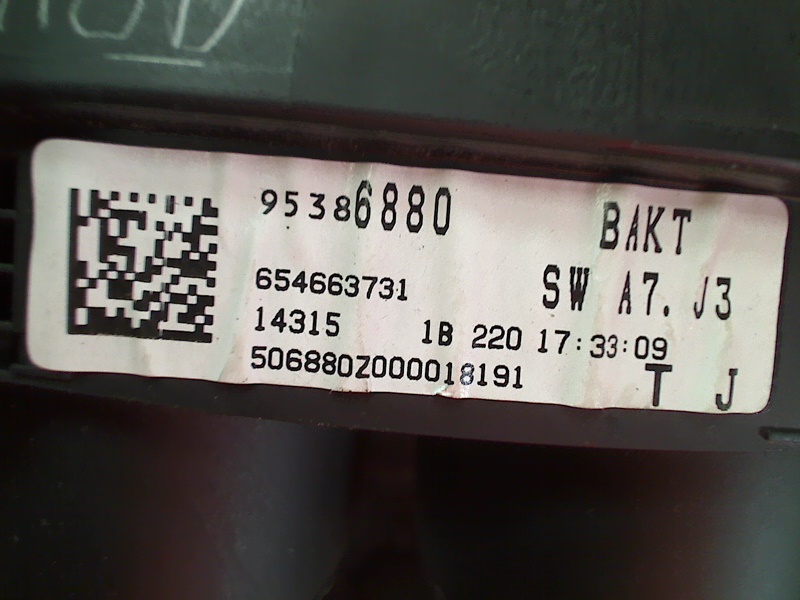 95386880 BAKT
654663731 SW A7. J3
14315 1B 220 17:33:09
506880Z000018191 T J